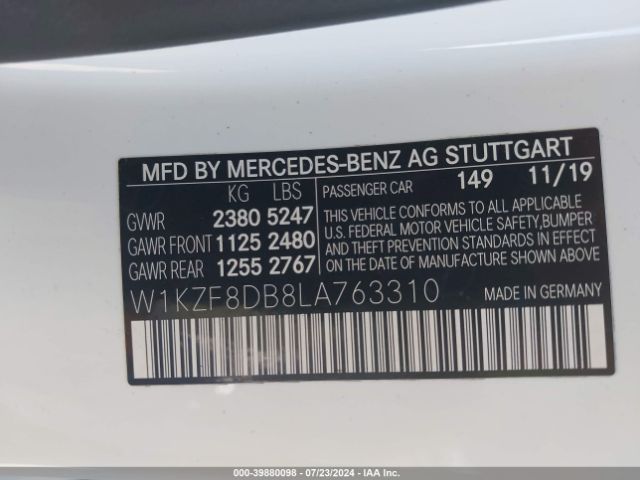 MFD BY MERCEDES-BENZ AG STUTTGART
KG LBS
GVWR 2380 5247
GAWR FRONT 1125 2480
GAWR REAR 1255 2767
PASSENGER CAR 149 11/19
THIS VEHICLE CONFORMS TO ALL APPLICABLE
U.S. FEDERAL MOTOR VEHICLE SAFETY, BUMPER
AND THEFT PREVENTION STANDARDS IN EFFECT
ON THE DATE OF MANUFACTURE SHOWN ABOVE
W1KZF8DB8LA763310 MADE IN GERMANY
000-39880098 - 07/23/2024 - IAA Inc. Copyright